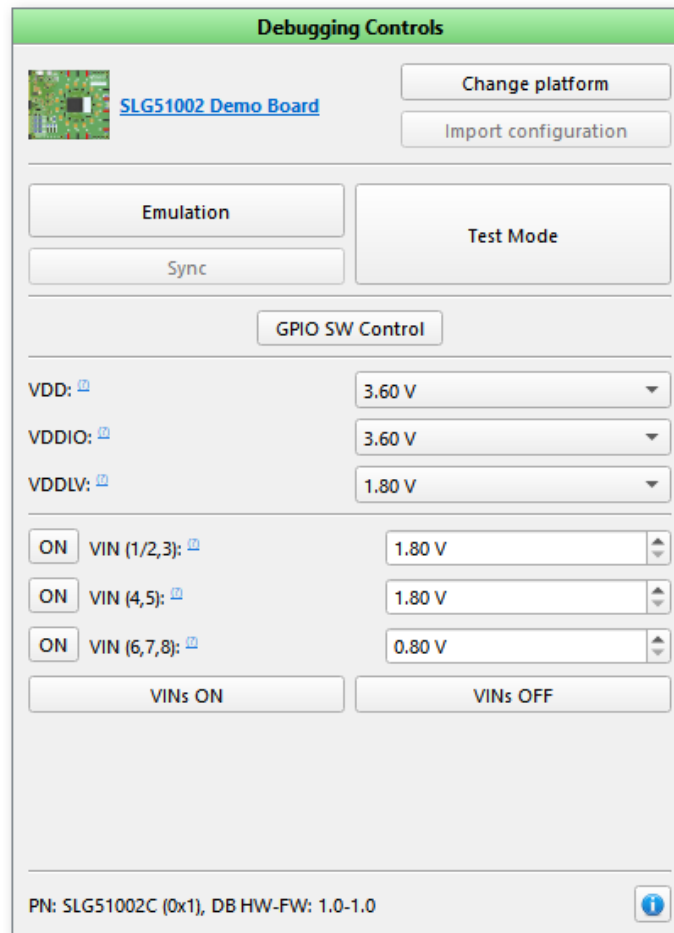 Debugging Controls
SLG51002 Demo Board
Change platform
Import configuration
Emulation
Test Mode
Sync
GPIO SW Control
VDD: (?)
3.60 V
VDDIO: (?)
3.60 V
VDDLV: (?)
1.80 V
ON VIN (1/2,3): (?)
1.80 V
ON VIN (4,5): (?)
1.80 V
ON VIN (6,7,8): (?)
0.80 V
VINs ON
VINs OFF
PN: SLG51002C (0x1), DB HW-FW: 1.0-1.0